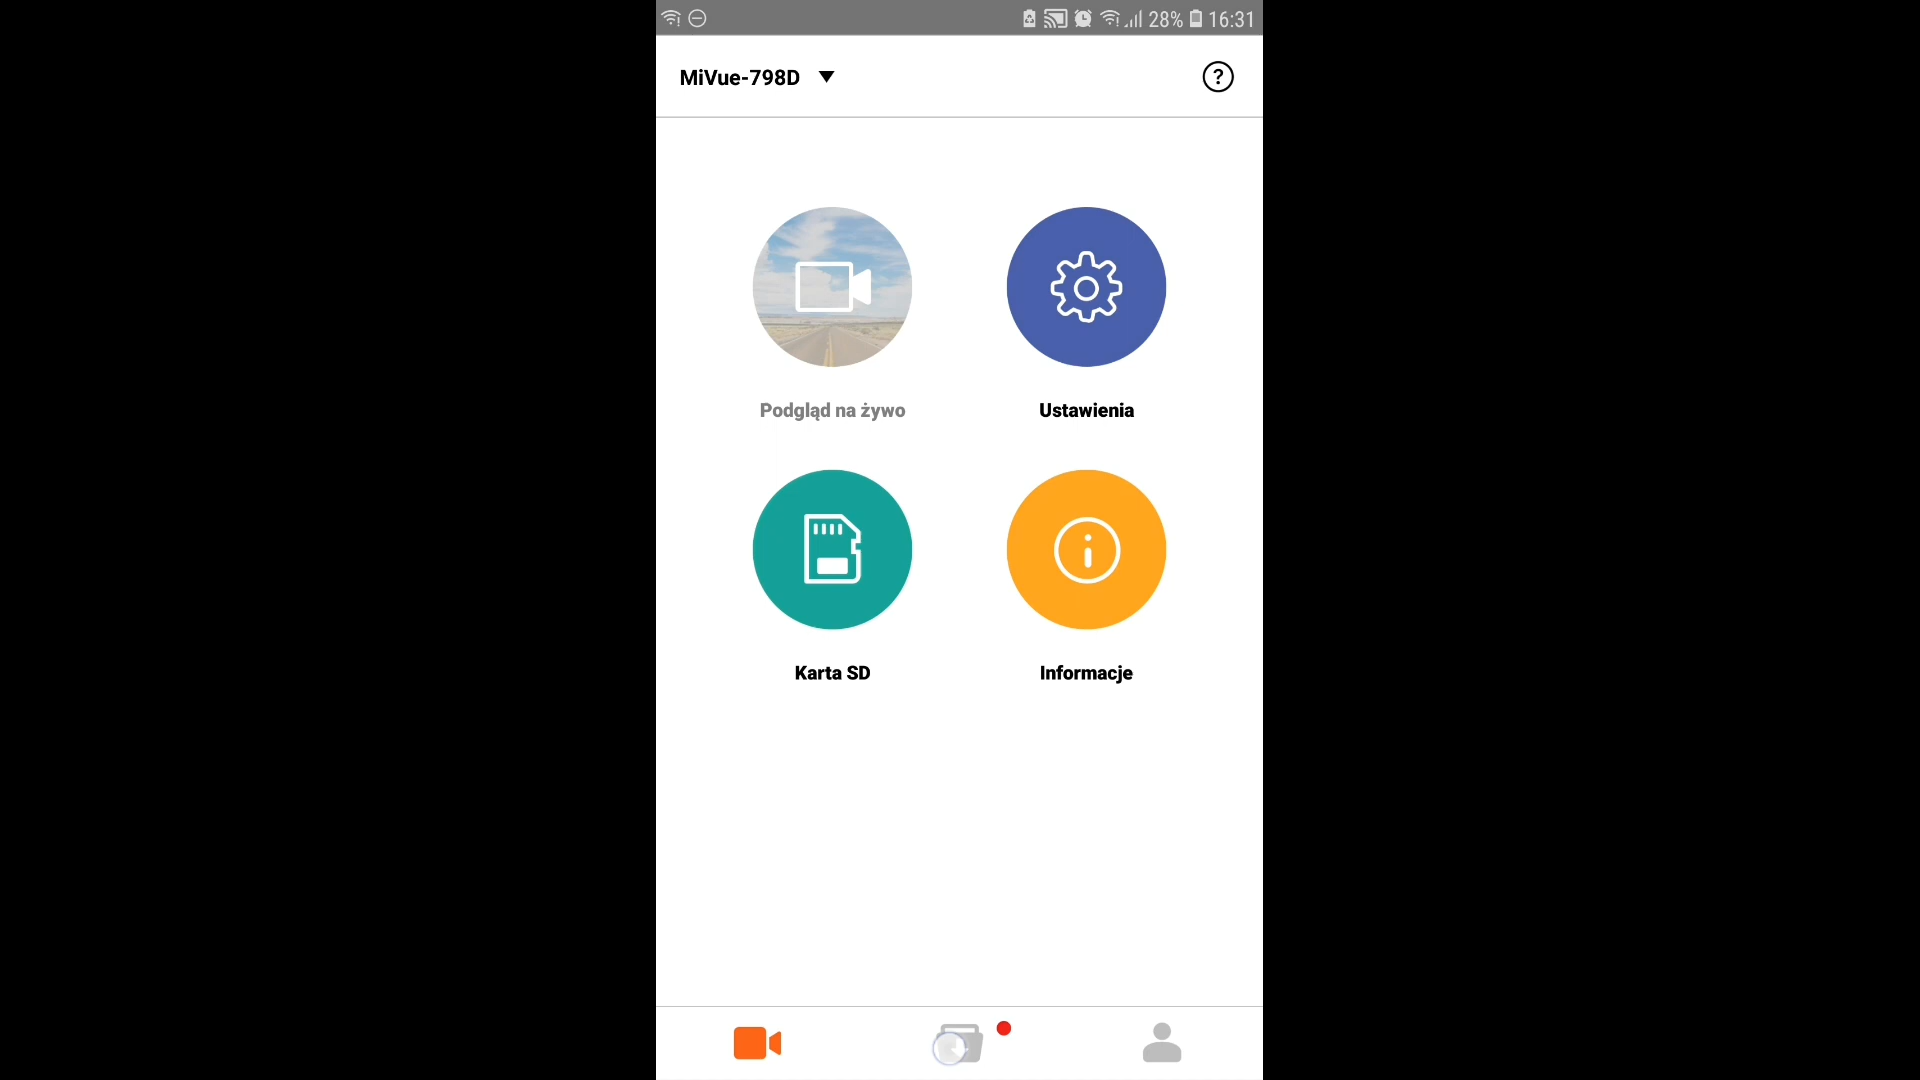 28% 16:31
MiVue-798D ?
Podgląd na żywo Ustawienia
Karta SD Informacje